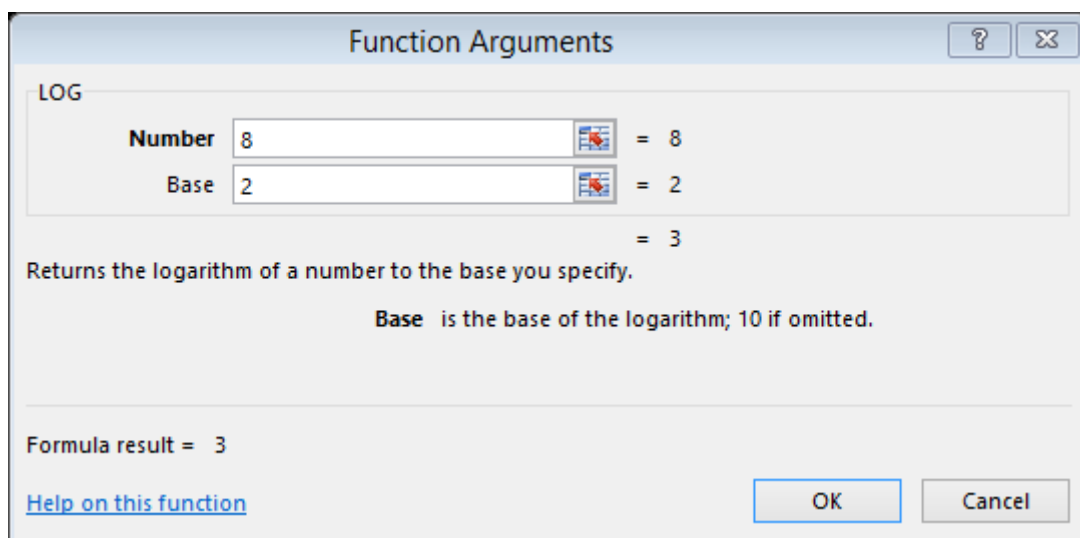 Function Arguments
LOG
Number 8 = 8
Base 2 = 2
= 3
Returns the logarithm of a number to the base you specify.
Base is the base of the logarithm; 10 if omitted.
Formula result = 3
Help on this function
OK Cancel